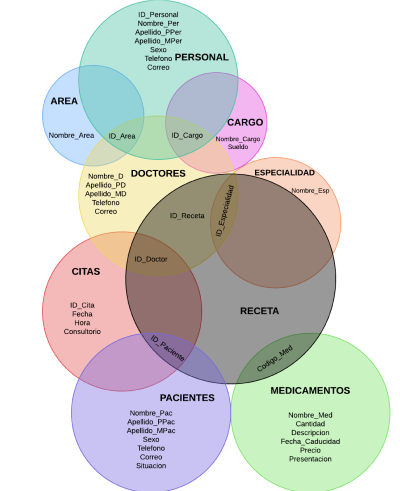 ID_Personal
Nombre_Per
Apellido_PPer
Apellido_MPer
Sexo
Telefono
Correo
PERSONAL
AREA
Nombre_Area
ID_Area
ID_Cargo
CARGO
Nombre_Cargo
Sueldo
DOCTORES
Nombre_D
Apellido_PD
Apellido_MD
Telefono
Correo
ESPECIALIDAD
Nombre_Esp
ID_Especialidad
ID_Receta
ID_Doctor
CITAS
ID_Cita
Fecha
Hora
Consultorio
RECETA
ID_Paciente
Codigo_Med
PACIENTES
Nombre_Pac
Apellido_PPac
Apellido_MPac
Sexo
Telefono
Correo
Situacion
MEDICAMENTOS
Nombre_Med
Cantidad
Descripcion
Fecha_Caducidad
Precio
Presentacion